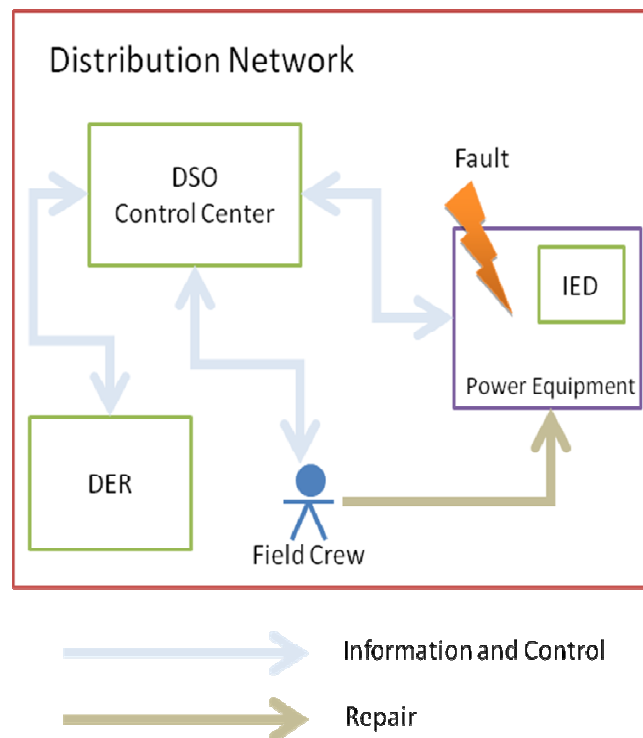 Distribution Network
DSO
Control Center
Fault
IED
Power Equipment
DER
Field Crew
Information and Control
Repair